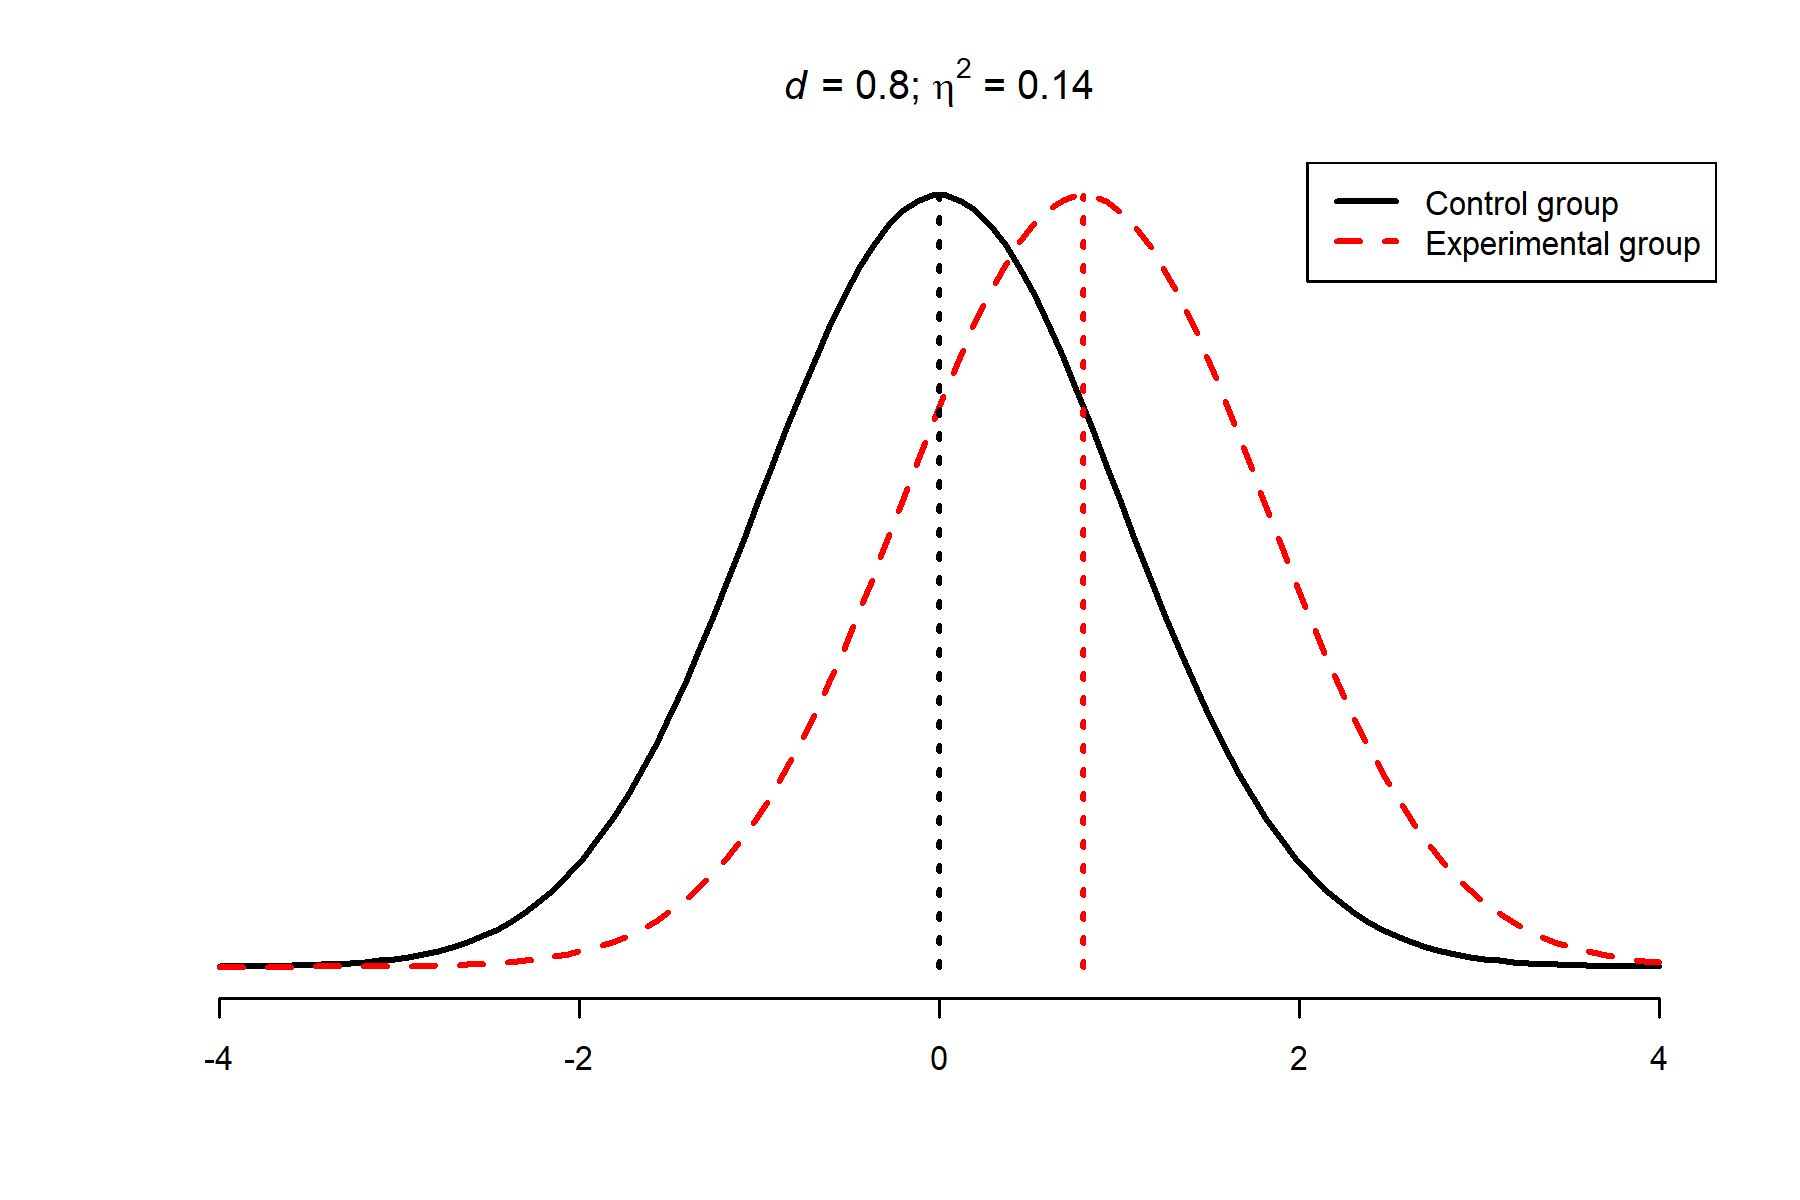 d = 0.8; η² = 0.14
Control group
Experimental group
-4 -2 0 2 4